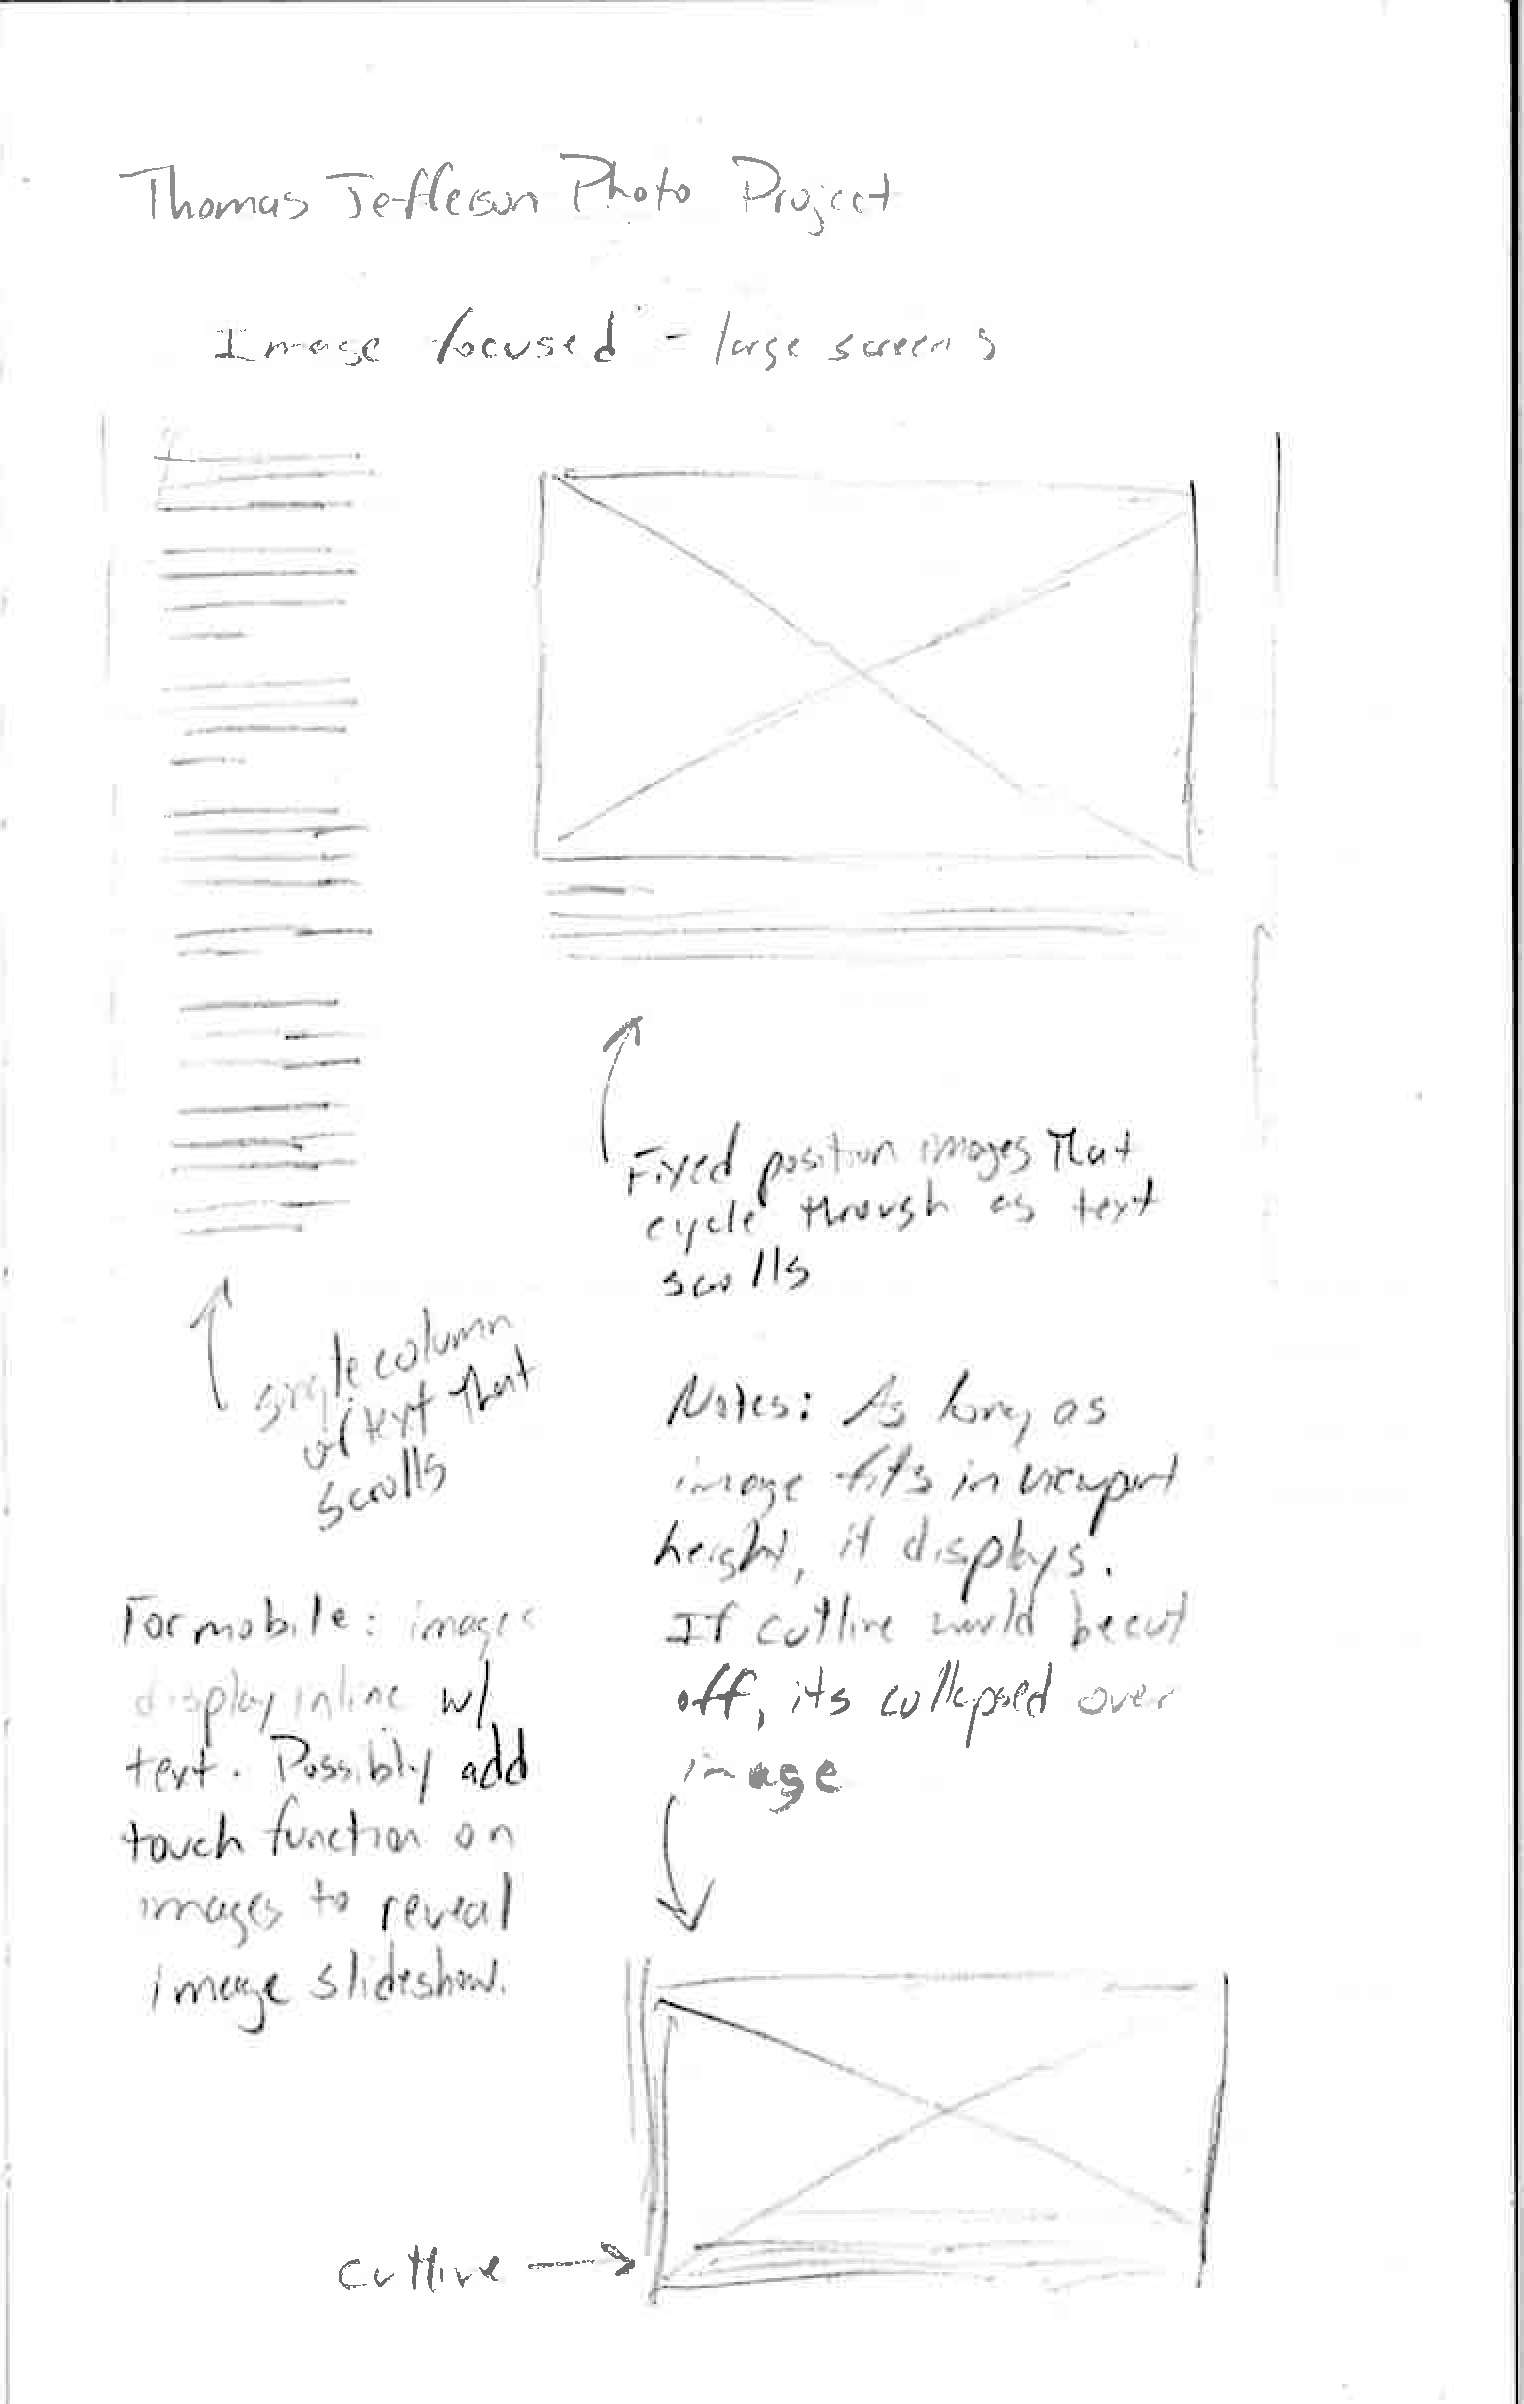 Thomas Jefferson Photo Project
Image focused - large screens
Fixed position images that
cycle through as text
scrolls
single column
of text that
scrolls
Notes: As long as
image fits in viewport
height, it displays.
If cutline would be cut
off, its collapsed over
image
For mobile: images
display inline w/
text. Possibly add
touch function on
images to reveal
image slideshow.
cutline